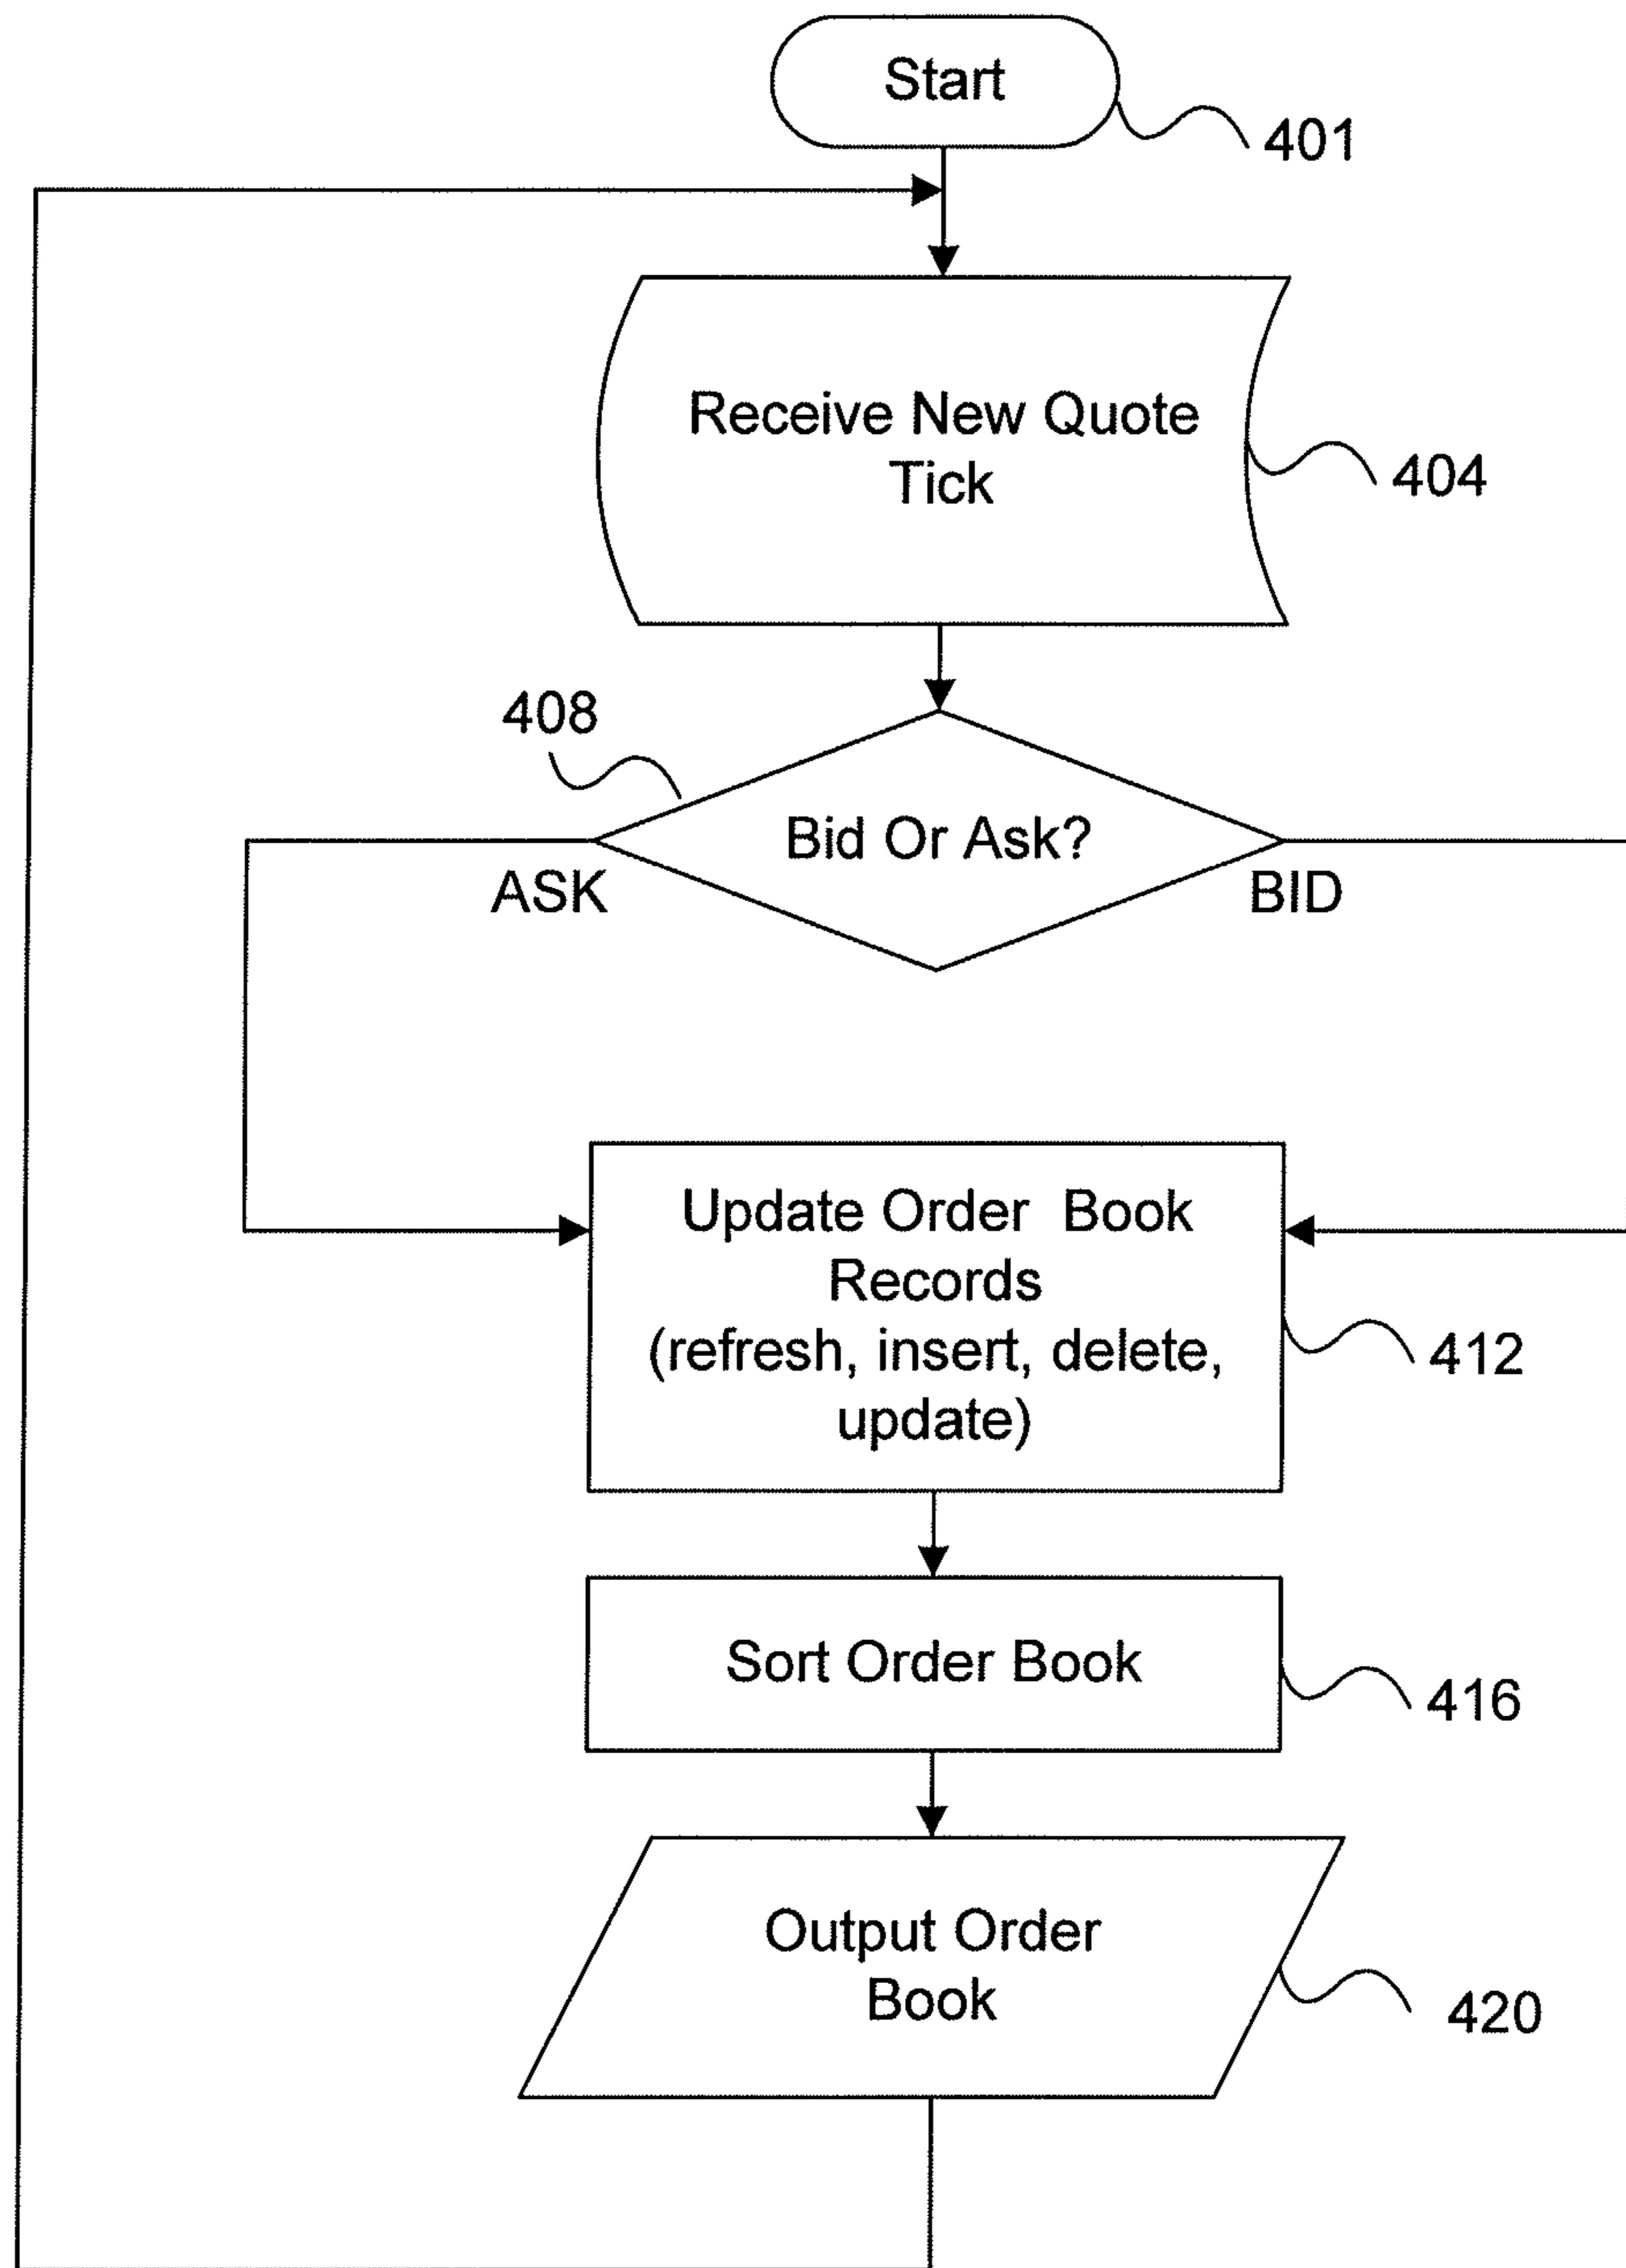 Start
401
Receive New Quote
Tick
404
408
Bid Or Ask?
ASK
BID
Update Order Book
Records
(refresh, insert, delete,
update)
412
Sort Order Book
416
Output Order
Book
420